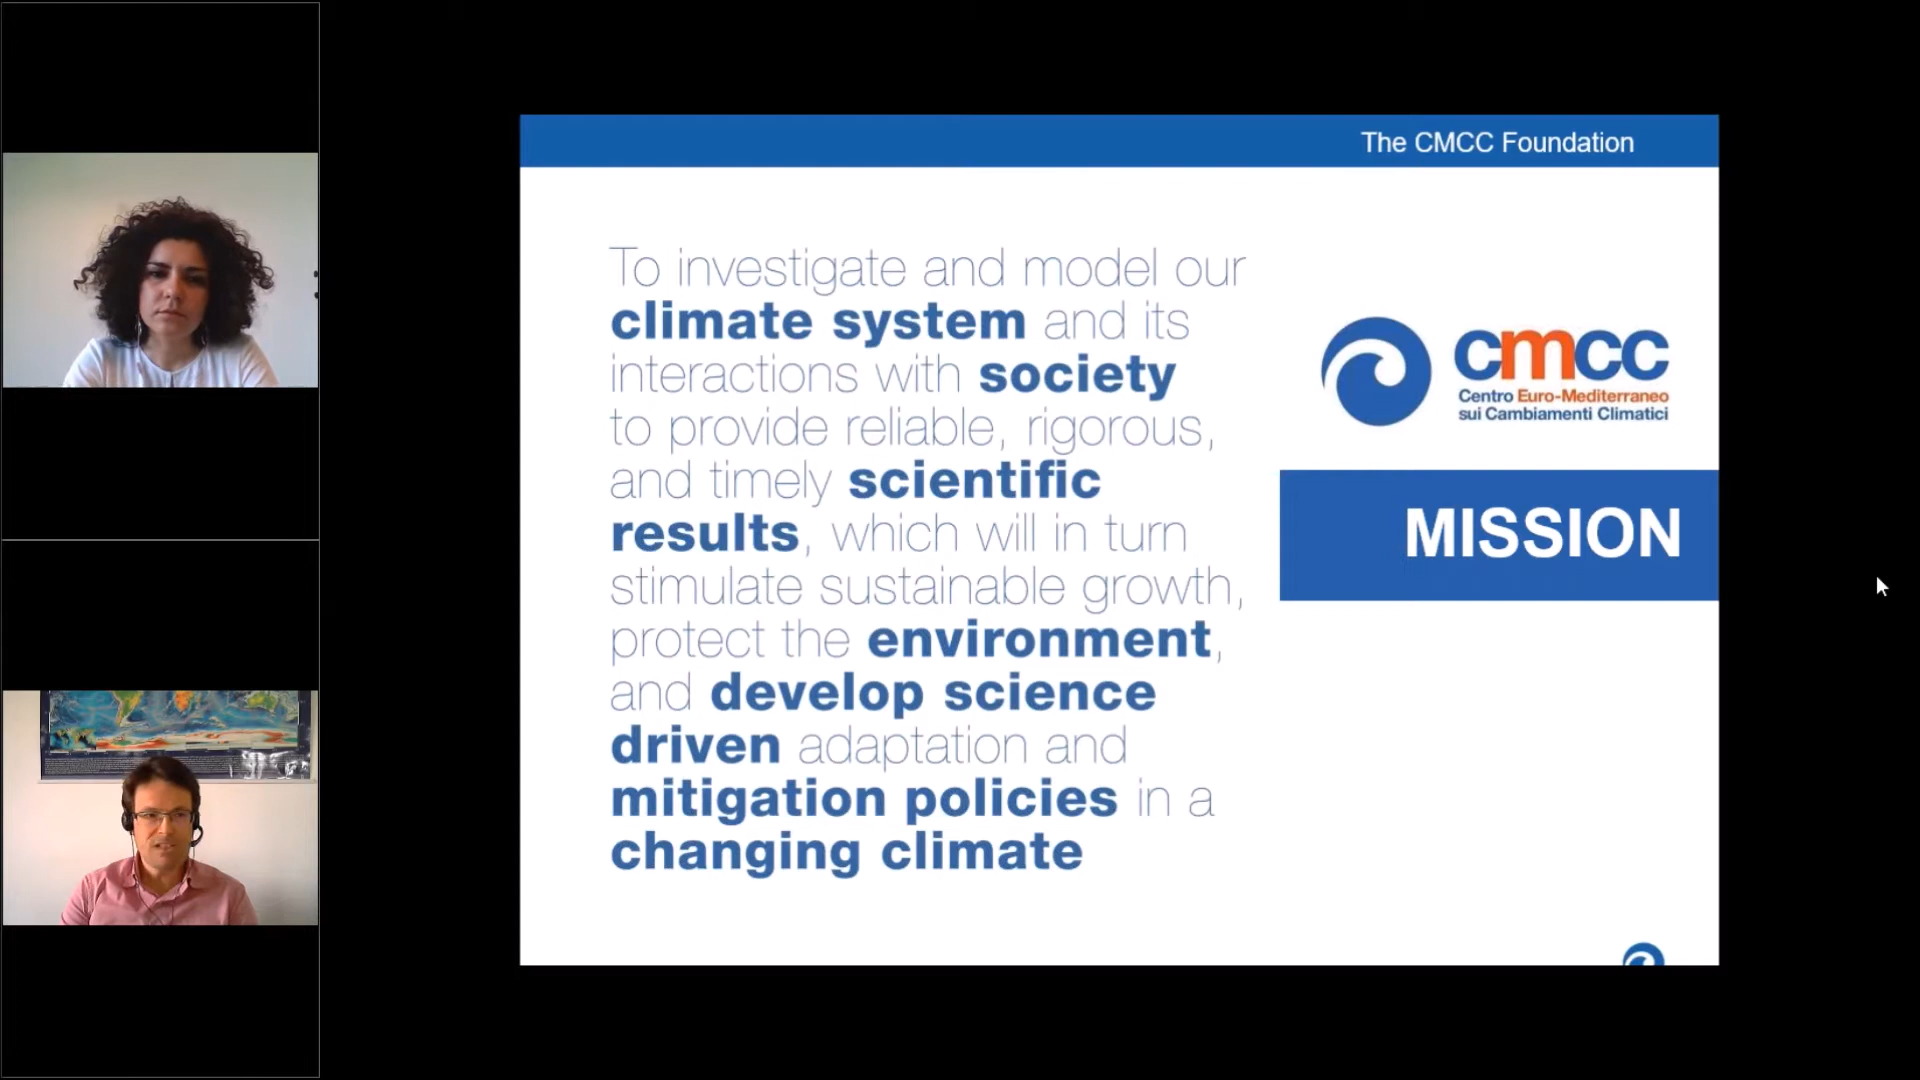 The CMCC Foundation
To investigate and model our
climate system and its
interactions with society
to provide reliable, rigorous,
and timely scientific
results, which will in turn
stimulate sustainable growth,
protect the environment,
and develop science
driven adaptation and
mitigation policies in a
changing climate
cmcc
Centro Euro-Mediterraneo
sui Cambiamenti Climatici
MISSION